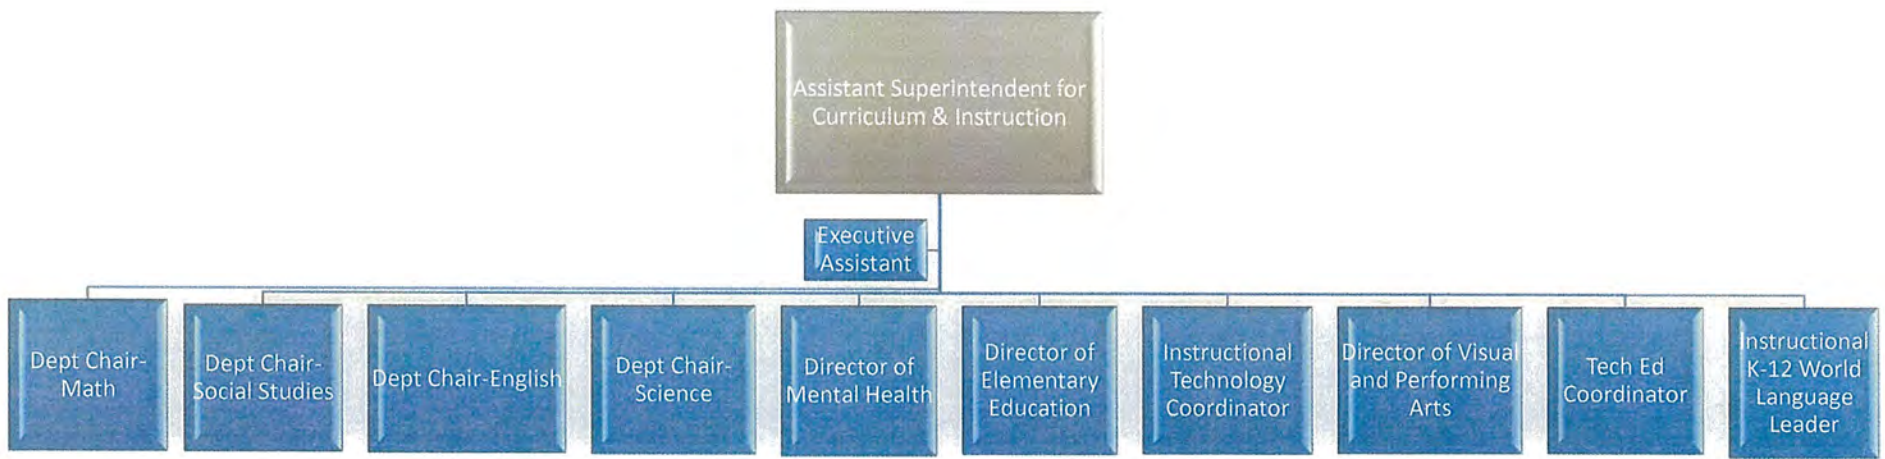 Assistant Superintendent for
Curriculum & Instruction
Executive
Assistant
Dept Chair-
Math
Dept Chair-
Social Studies
Dept Chair-English
Dept Chair-
Science
Director of
Mental Health
Director of
Elementary
Education
Instructional
Technology
Coordinator
Director of Visual
and Performing
Arts
Tech Ed
Coordinator
Instructional
K-12 World
Language
Leader